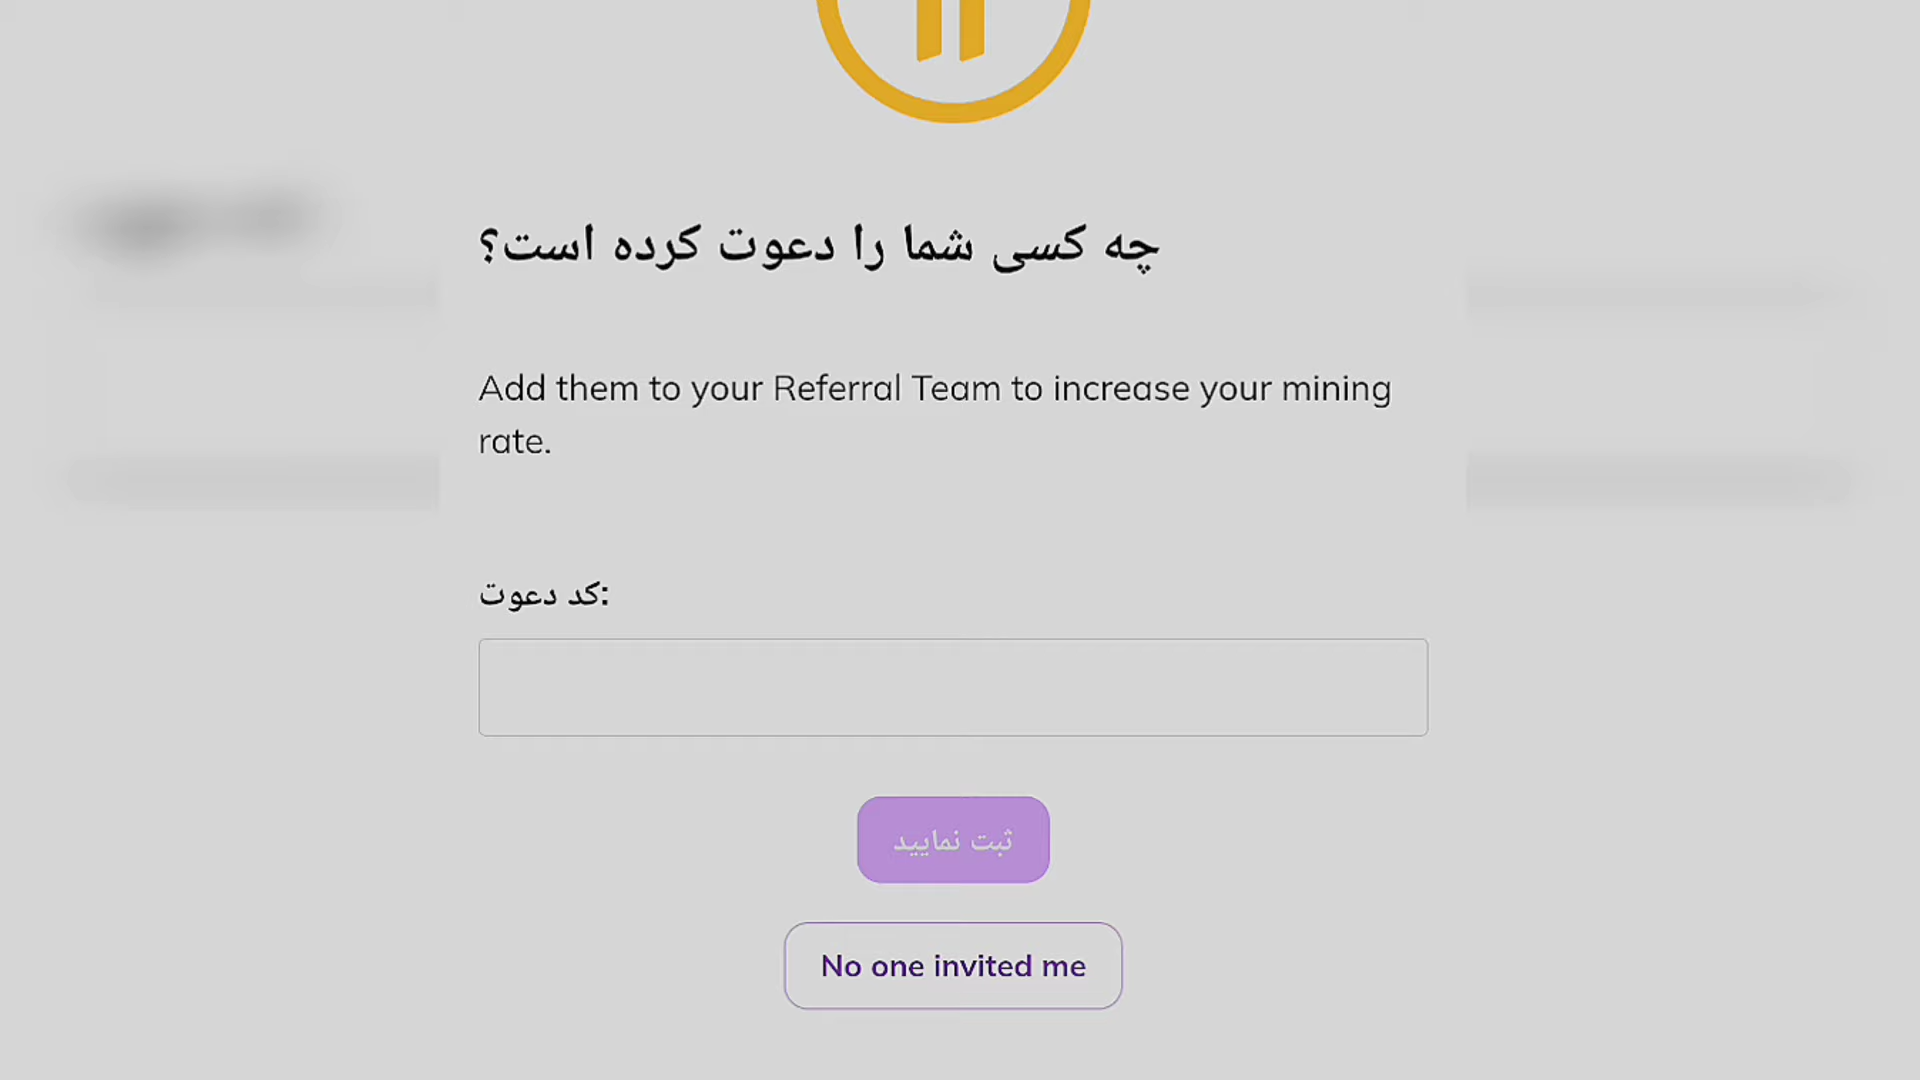 چه کسی شما را دعوت کرده است؟
Add them to your Referral Team to increase your mining
rate.
کد دعوت:
ثبت نمایید
No one invited me